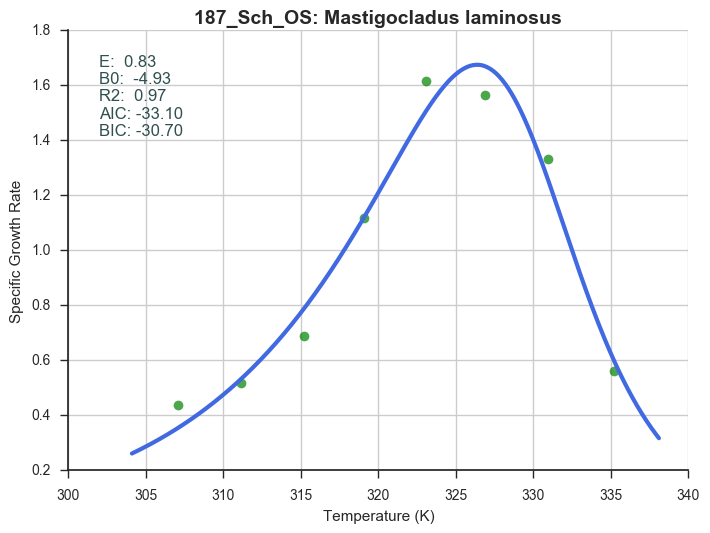 187_Sch_OS: Mastigocladus laminosus
E:  0.83
B0:  -4.93
R2:  0.97
AIC: -33.10
BIC: -30.70
Specific Growth Rate
1.8
1.6
1.4
1.2
1.0
0.8
0.6
0.4
0.2
300 305 310 315 320 325 330 335 340
Temperature (K)